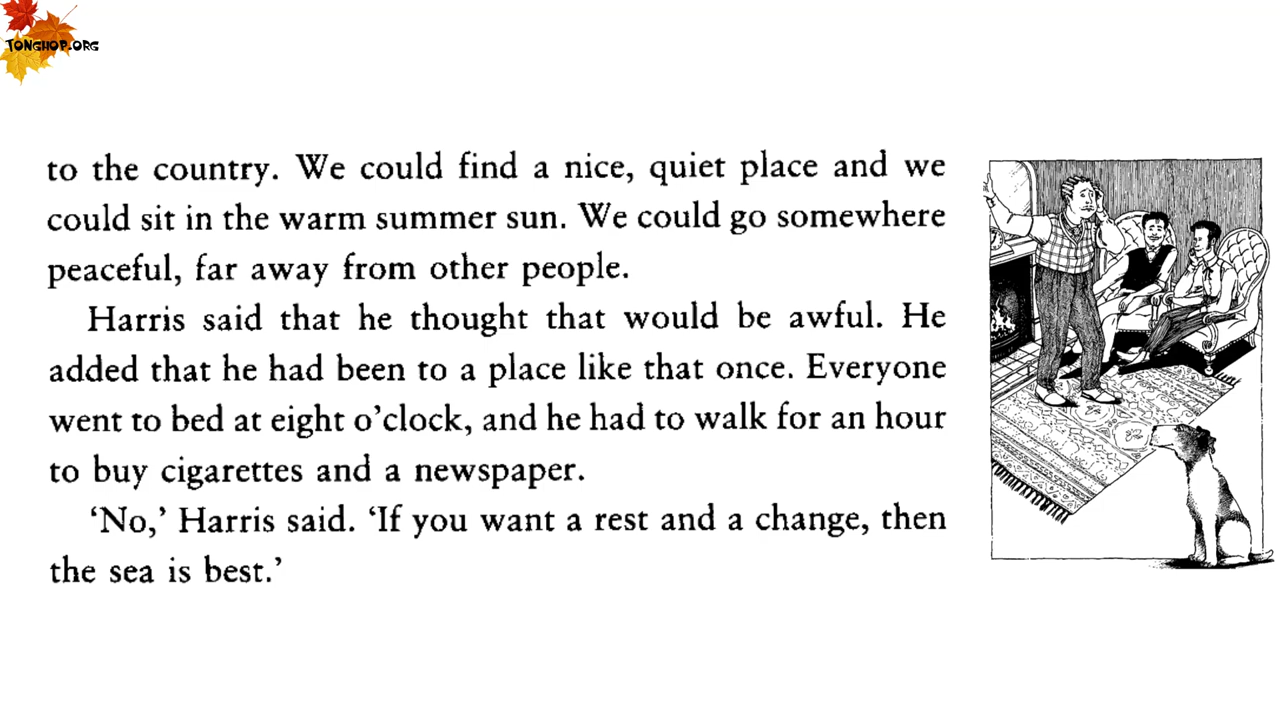 TONGHOP.ORG
to the country. We could find a nice, quiet place and we
could sit in the warm summer sun. We could go somewhere
peaceful, far away from other people.
Harris said that he thought that would be awful. He
added that he had been to a place like that once. Everyone
went to bed at eight o’clock, and he had to walk for an hour
to buy cigarettes and a newspaper.
‘No,’ Harris said. ‘If you want a rest and a change, then
the sea is best.’